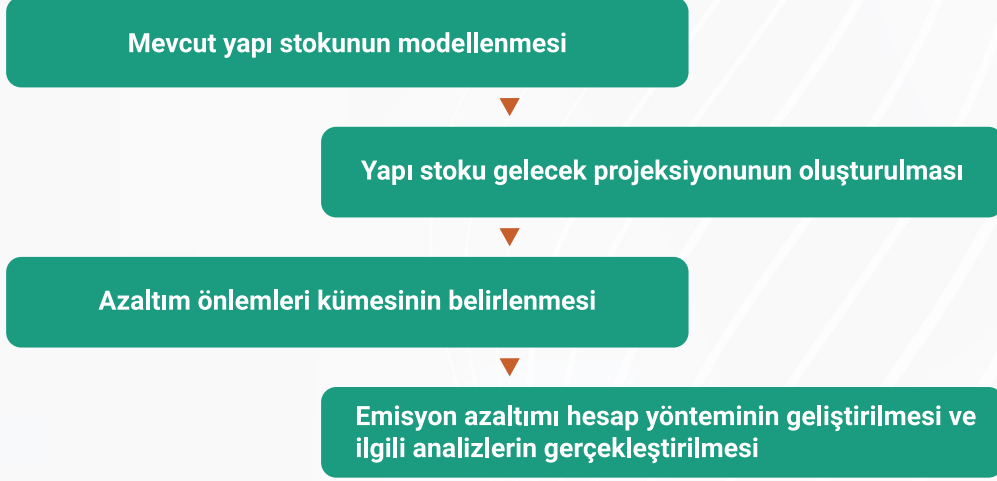 Mevcut yapı stokunun modellenmesi
Yapı stoku gelecek projeksiyonunun oluşturulması
Azaltım önlemleri kümesinin belirlenmesi
Emisyon azaltımı hesap yönteminin geliştirilmesi ve
ilgili analizlerin gerçekleştirilmesi